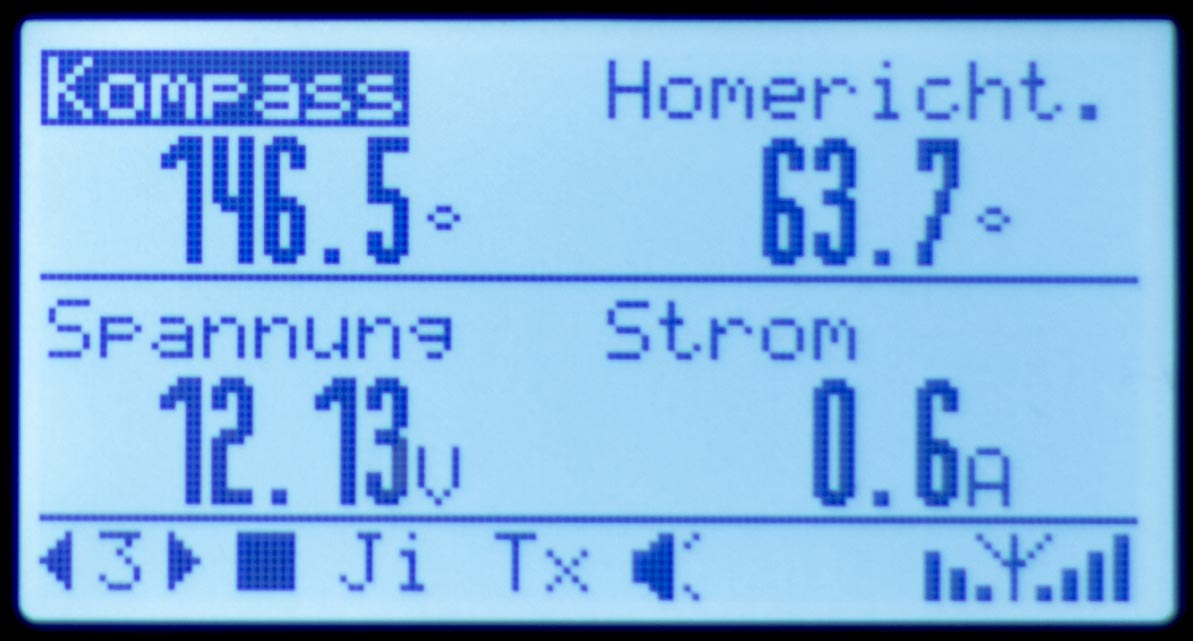 Kompass Homericht.
146.5° 63.7°
Spannung Strom
12.13V 0.6A
3 Ji Tx